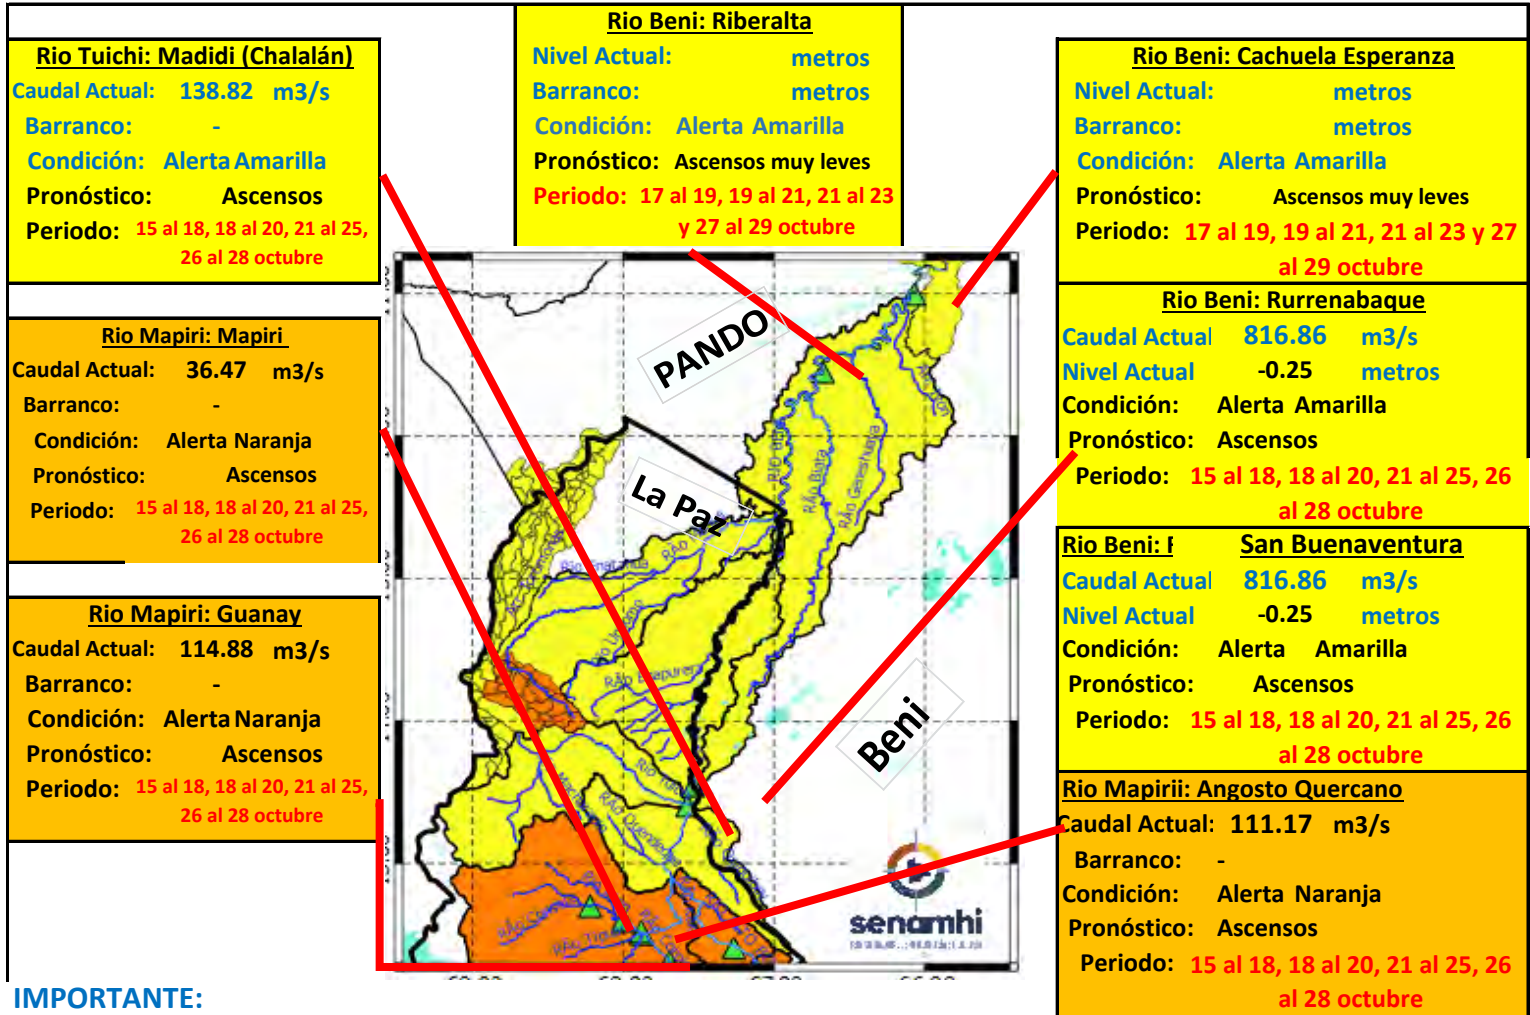 Rio Tuichi: Madidi (Chalalán)
Caudal Actual: 138.82 m3/s
Barranco: -
Condición: Alerta Amarilla
Pronóstico: Ascensos
Periodo: 15 al 18, 18 al 20, 21 al 25,
26 al 28 octubre
Rio Mapiri: Mapiri
Caudal Actual: 36.47 m3/s
Barranco: -
Condición: Alerta Naranja
Pronóstico: Ascensos
Periodo: 15 al 18, 18 al 20, 21 al 25,
26 al 28 octubre
Rio Mapiri: Guanay
Caudal Actual: 114.88 m3/s
Barranco: -
Condición: Alerta Naranja
Pronóstico: Ascensos
Periodo: 15 al 18, 18 al 20, 21 al 25,
26 al 28 octubre
IMPORTANTE:
Rio Beni: Riberalta
Nivel Actual: metros
Barranco: metros
Condición: Alerta Amarilla
Pronóstico: Ascensos muy leves
Periodo: 17 al 19, 19 al 21, 21 al 23
y 27 al 29 octubre
PANDO
La Paz
Beni
RÃo Biata
RÃo Geneshuaya
senamhi
Rio Beni: Cachuela Esperanza
Nivel Actual: metros
Barranco: metros
Condición: Alerta Amarilla
Pronóstico: Ascensos muy leves
Periodo: 17 al 19, 19 al 21, 21 al 23 y 27
al 29 octubre
Rio Beni: Rurrenabaque
Caudal Actual 816.86 m3/s
Nivel Actual -0.25 metros
Condición: Alerta Amarilla
Pronóstico: Ascensos
Periodo: 15 al 18, 18 al 20, 21 al 25, 26
al 28 octubre
Rio Beni: San Buenaventura
Caudal Actual 816.86 m3/s
Nivel Actual -0.25 metros
Condición: Alerta Amarilla
Pronóstico: Ascensos
Periodo: 15 al 18, 18 al 20, 21 al 25, 26
al 28 octubre
Rio Mapirii: Angosto Quercano
Caudal Actual: 111.17 m3/s
Barranco: -
Condición: Alerta Naranja
Pronóstico: Ascensos
Periodo: 15 al 18, 18 al 20, 21 al 25, 26
al 28 octubre